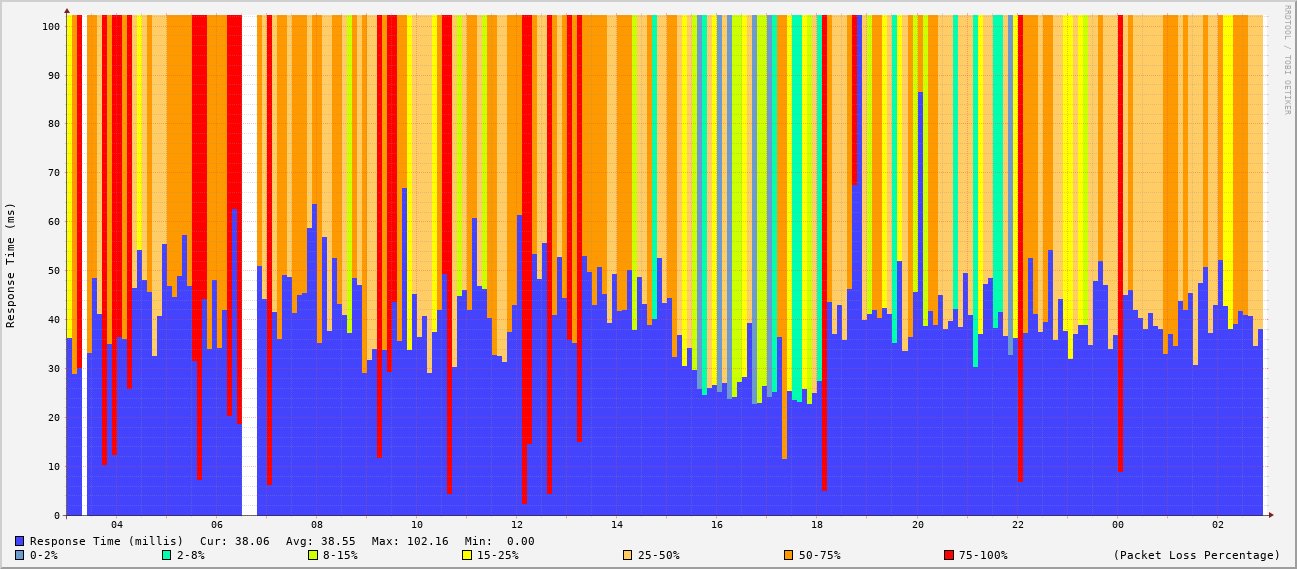 RRDTOOL / TOBI OETIKER
Response Time (ms)
100
90
80
70
60
50
40
30
20
10
0
04 06 08 10 12 14 16 18 20 22 00 02
Response Time (millis) Cur: 38.06 Avg: 38.55 Max: 102.16 Min: 0.00
0-2% 2-8% 8-15% 15-25% 25-50% 50-75% 75-100% (Packet Loss Percentage)